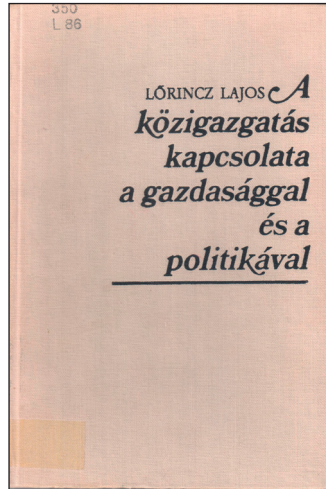 350
L 86
LŐRINCZ LAJOS A
közigazgatás
kapcsolata
a gazdasággal
és a
politikával